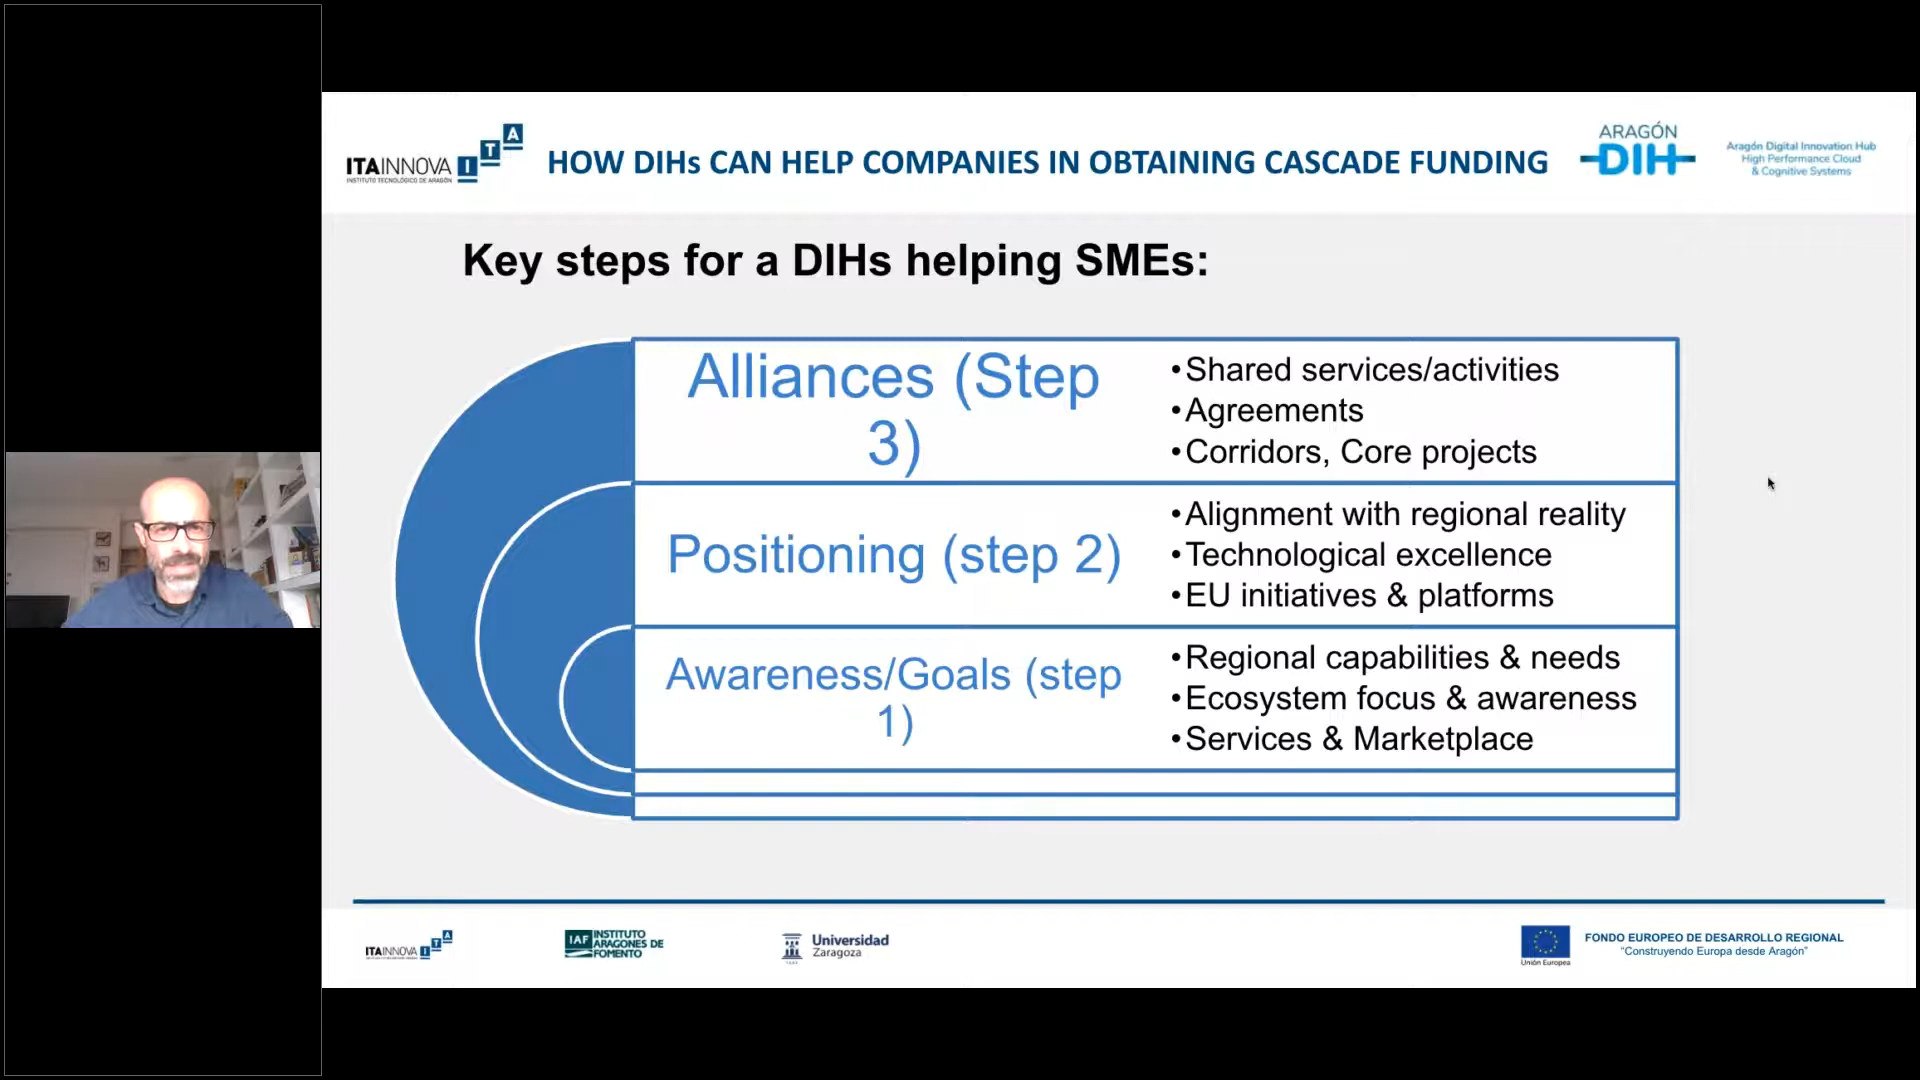 ITAINNOVA I T A
INSTITUTO TECNOLÓGICO DE ARAGÓN
HOW DIHs CAN HELP COMPANIES IN OBTAINING CASCADE FUNDING
ARAGÓN
DIH
Aragón Digital Innovation Hub
High Performance Cloud
& Cognitive Systems
Key steps for a DIHs helping SMEs:
Alliances (Step
3)
•Shared services/activities
•Agreements
•Corridors, Core projects
Positioning (step 2)
•Alignment with regional reality
•Technological excellence
•EU initiatives & platforms
Awareness/Goals (step
1)
•Regional capabilities & needs
•Ecosystem focus & awareness
•Services & Marketplace
ITAINNOVA I T A
IAF INSTITUTO
ARAGONES DE
FOMENTO
Universidad
Zaragoza
Unión Europea
FONDO EUROPEO DE DESARROLLO REGIONAL
"Construyendo Europa desde Aragón"